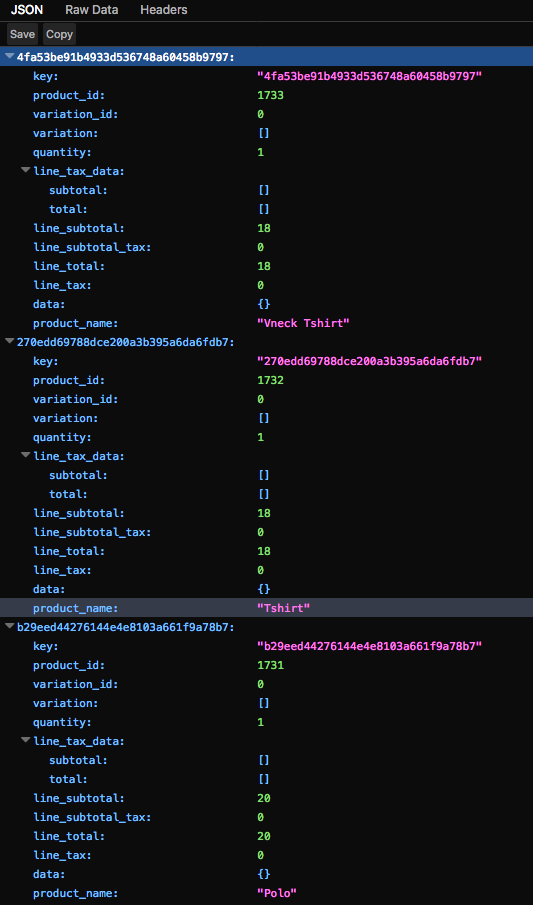 JSON Raw Data Headers
Save Copy
4fa53be91b4933d536748a60458b9797:
key: "4fa53be91b4933d536748a60458b9797"
product_id: 1733
variation_id: 0
variation: []
quantity: 1
line_tax_data:
subtotal: []
total: []
line_subtotal: 18
line_subtotal_tax: 0
line_total: 18
line_tax: 0
data: {}
product_name: "Vneck Tshirt"
270edd69788dce200a3b395a6da6fdb7:
key: "270edd69788dce200a3b395a6da6fdb7"
product_id: 1732
variation_id: 0
variation: []
quantity: 1
line_tax_data:
subtotal: []
total: []
line_subtotal: 18
line_subtotal_tax: 0
line_total: 18
line_tax: 0
data: {}
product_name: "Tshirt"
b29eed44276144e4e8103a661f9a78b7:
key: "b29eed44276144e4e8103a661f9a78b7"
product_id: 1731
variation_id: 0
variation: []
quantity: 1
line_tax_data:
subtotal: []
total: []
line_subtotal: 20
line_subtotal_tax: 0
line_total: 20
line_tax: 0
data: {}
product_name: "Polo"